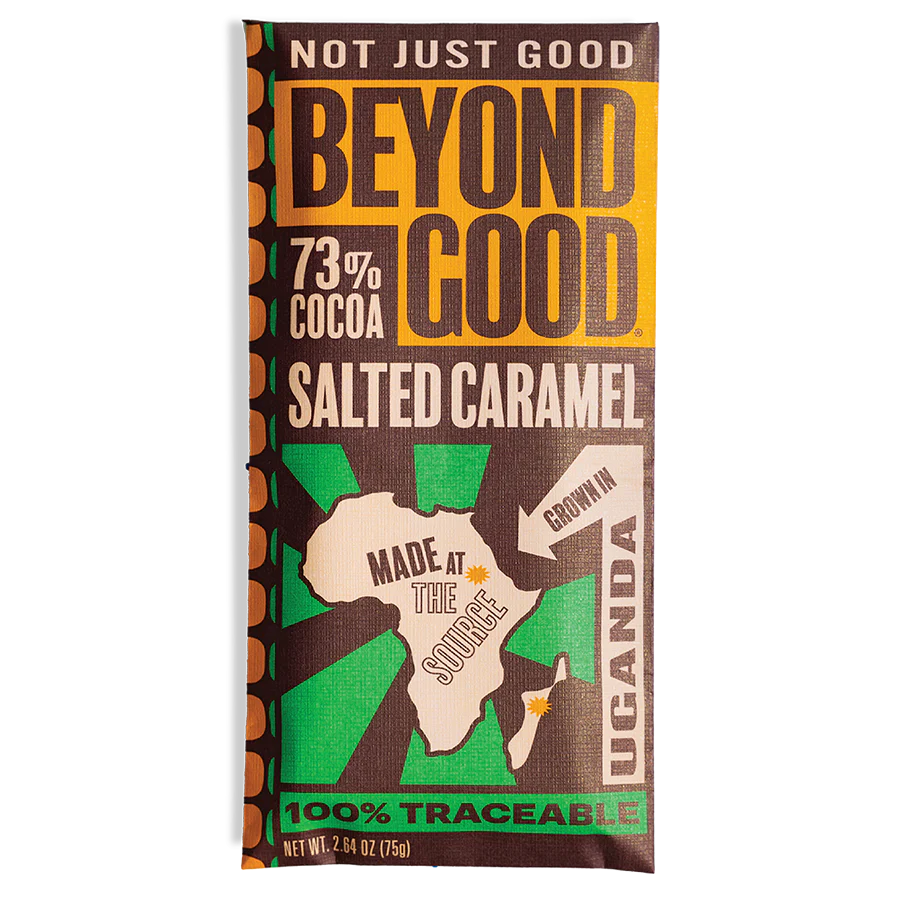 NOT JUST GOOD
BEYOND
GOOD®
73%
COCOA
SALTED CARAMEL
GROWN IN
UGANDA
MADE AT
THE
SOURCE
100% TRACEABLE
NET WT. 2.64 OZ (75g)